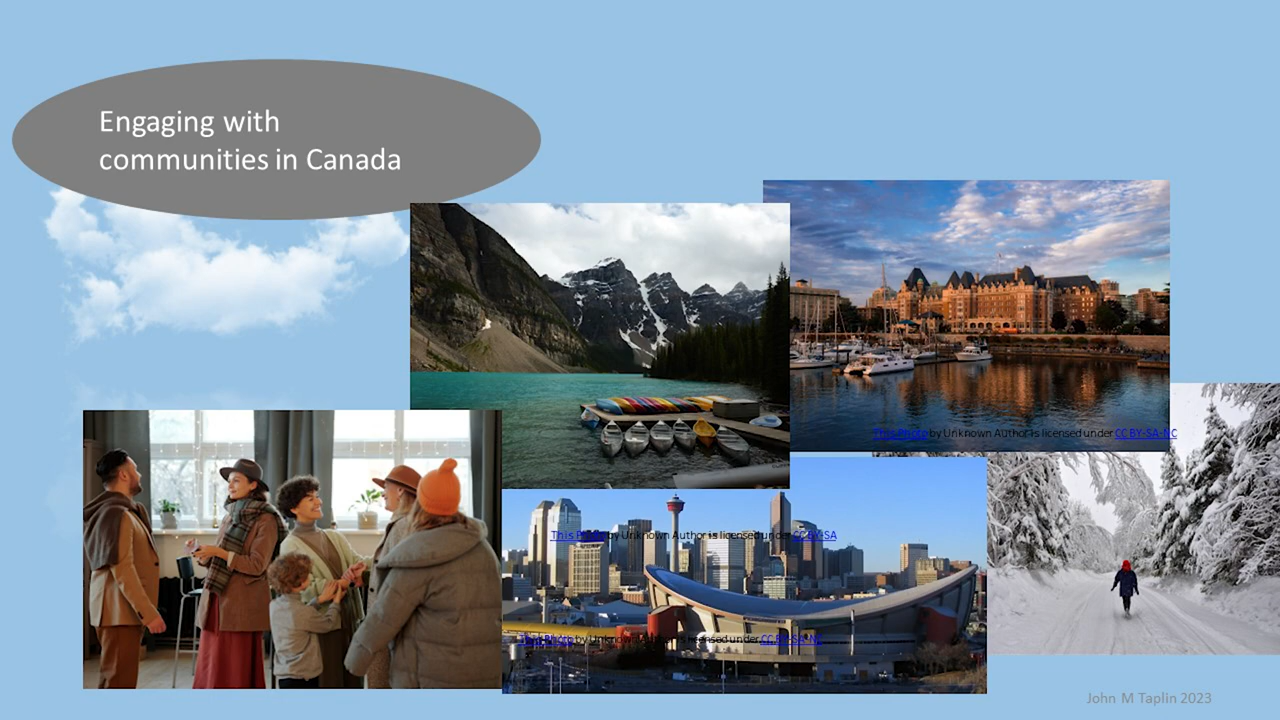 Engaging with
communities in Canada
This Photo by Unknown Author is licensed under CC BY-SA-NC
This Photo by Unknown Author is licensed under CC BY-SA
This Photo by Unknown Author is licensed under CC BY-SA-NC
John M Taplin 2023